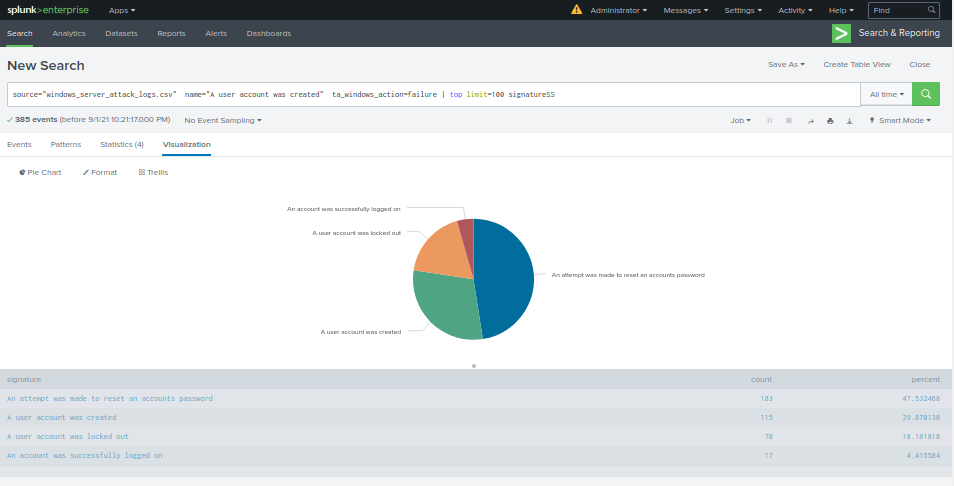 splunk>enterprise Apps Administrator Messages Settings Activity Help Find
Search Analytics Datasets Reports Alerts Dashboards Search & Reporting
New Search Save As Create Table View Close
source="windows_server_attack_logs.csv" name="A user account was created" ta_windows_action=failure | top limit=100 signatureSS All time
385 events (before 9/1/21 10:21:17.000 PM) No Event Sampling Job Smart Mode
Events Patterns Statistics (4) Visualization
Pie Chart Format Trellis
An account was successfully logged on
A user account was locked out
An attempt was made to reset an accounts password
A user account was created
signature count percent
An attempt was made to reset an accounts password 183 47.532468
A user account was created 115 29.870130
A user account was locked out 70 18.181818
An account was successfully logged on 17 4.415584